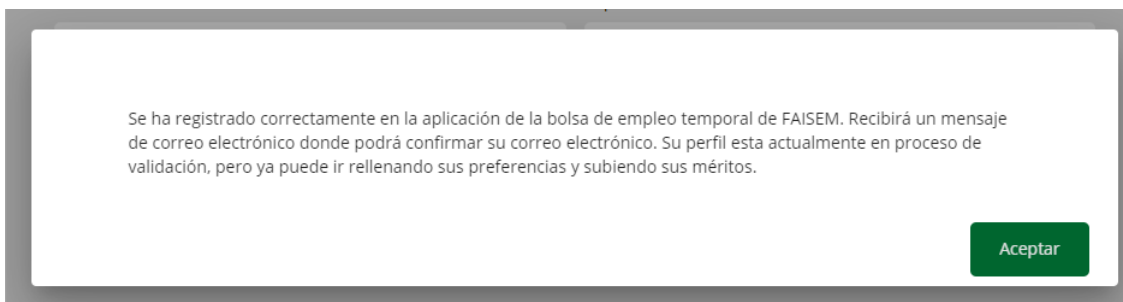 Se ha registrado correctamente en la aplicación de la bolsa de empleo temporal de FAISEM. Recibirá un mensaje
de correo electrónico donde podrá confirmar su correo electrónico. Su perfil esta actualmente en proceso de
validación, pero ya puede ir rellenando sus preferencias y subiendo sus méritos.
Aceptar